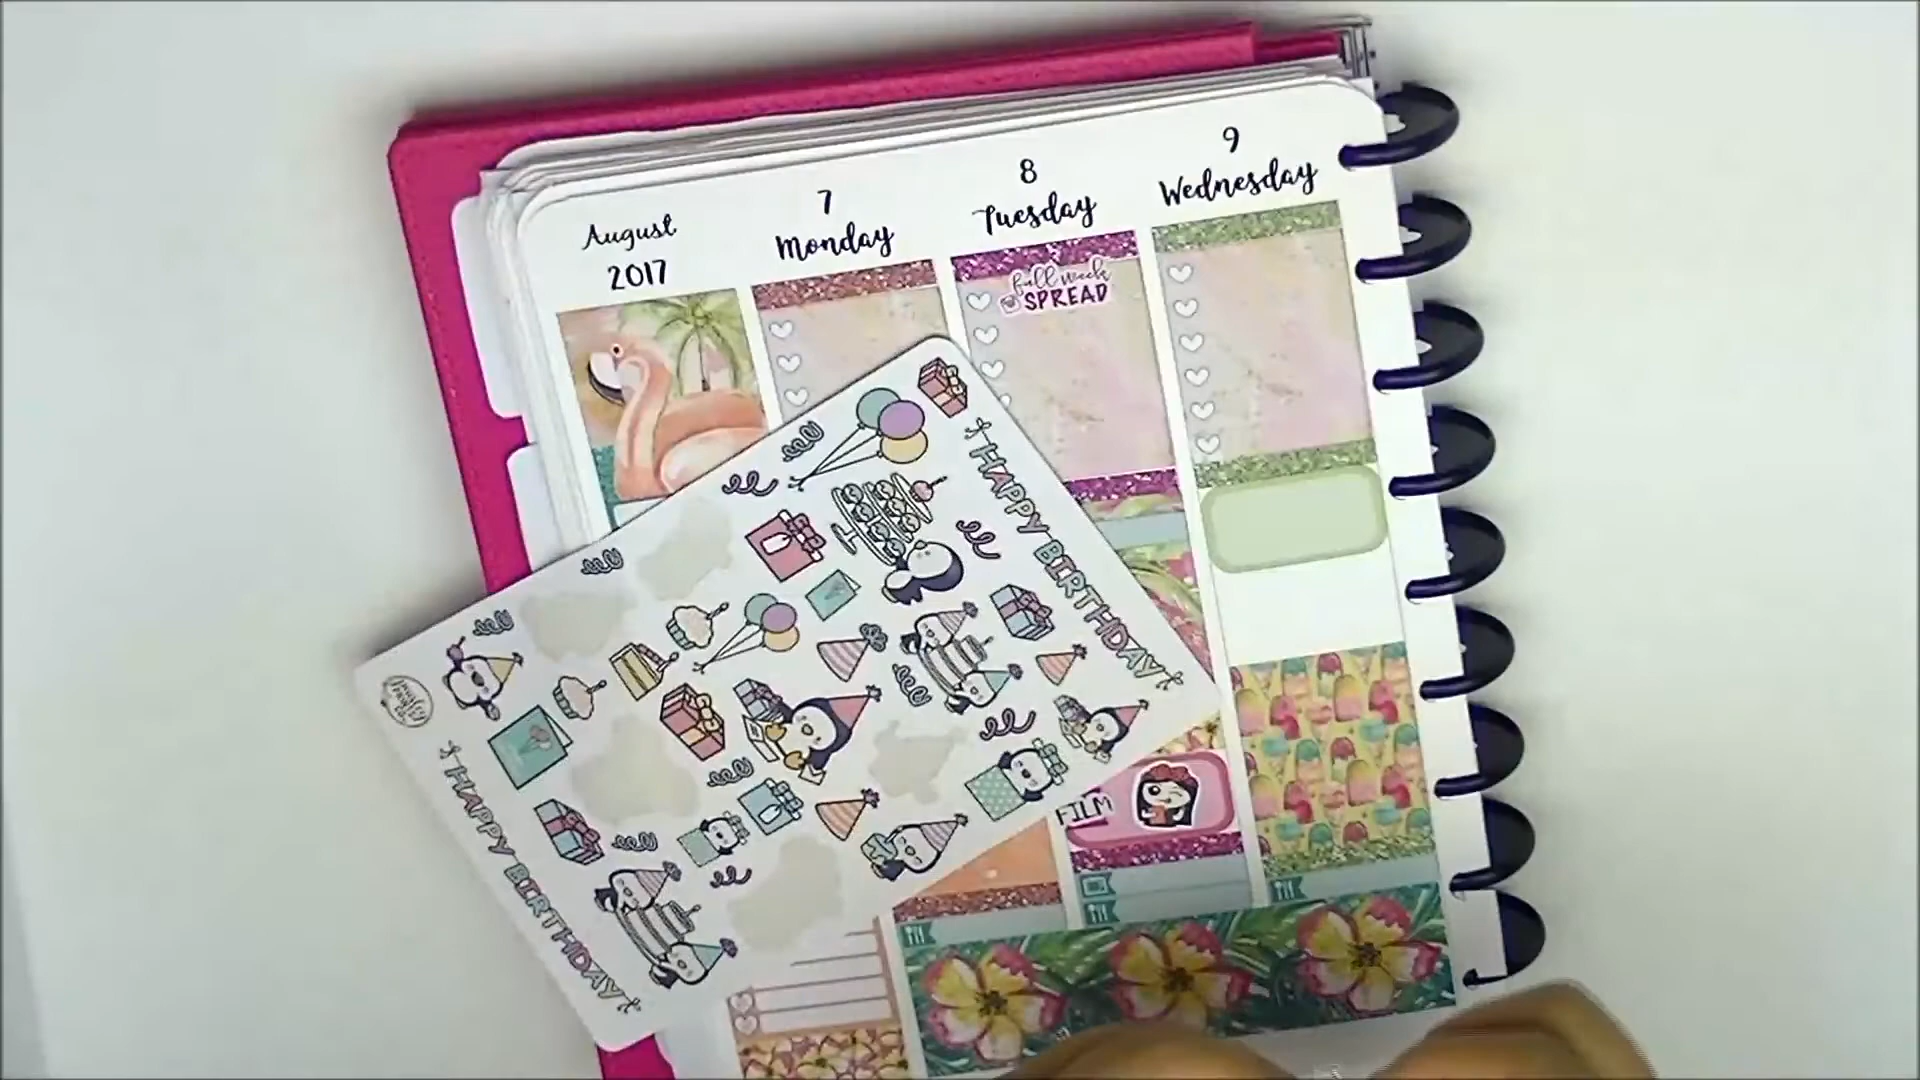 August
2017
7
Monday
8
Tuesday
9
Wednesday
full week
SPREAD
HAPPY BIRTHDAY
HAPPY BIRTHDAY
FILM